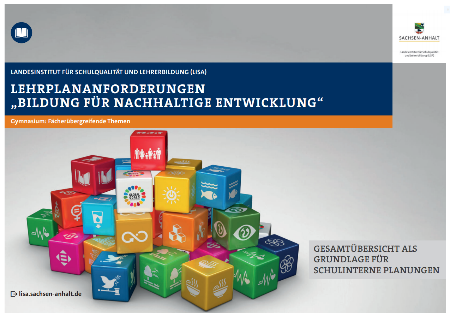 SACHSEN-ANHALT
LANDESINSTITUT FÜR SCHULQUALITÄT UND LEHRERBILDUNG (LISA)
LEHRPLANANFORDERUNGEN
„BILDUNG FÜR NACHHALTIGE ENTWICKLUNG“
Gymnasium: Fächerübergreifende Themen
GESAMTÜBERSICHT ALS
GRUNDLAGE FÜR
SCHULINTERNE PLANUNGEN
lisa.sachsen-anhalt.de